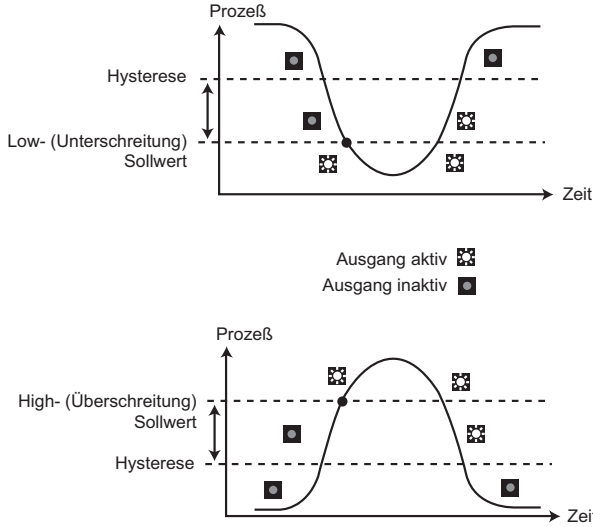 Prozeß
Hysterese
Low- (Unterschreitung)
Sollwert
Zeit
Ausgang aktiv
Ausgang inaktiv
Prozeß
High- (Überschreitung)
Sollwert
Hysterese
Zeit